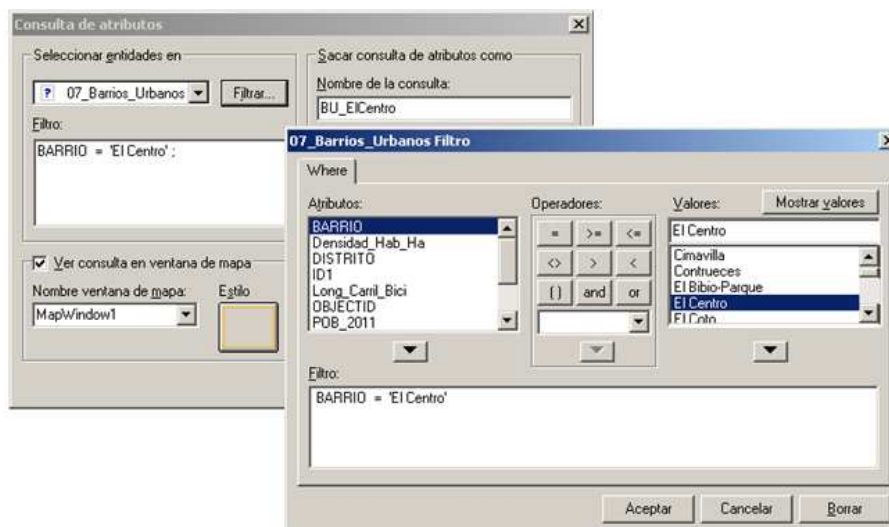 Consulta de atributos
Seleccionar entidades en
07_Barrios_Urbanos
Filtrar...
Filtro:
BARRIO = 'El Centro' ;
Sacar consulta de atributos como
Nombre de la consulta:
BU_ElCentro
Ver consulta en ventana de mapa
Nombre ventana de mapa:
Estilo
MapWindow1
07_Barrios_Urbanos Filtro
Where
Atributos:
BARRIO
Densidad_Hab_Ha
DISTRITO
ID1
Long_Carril_Bici
OBJECTID
POB_2011
Operadores:
= >= <=
<> > <
() and or
Valores:
Mostrar valores
El Centro
Cimavilla
Contrueces
El Bibio-Parque
El Centro
El Coto
Filtro:
BARRIO = 'El Centro'
Aceptar Cancelar Borrar